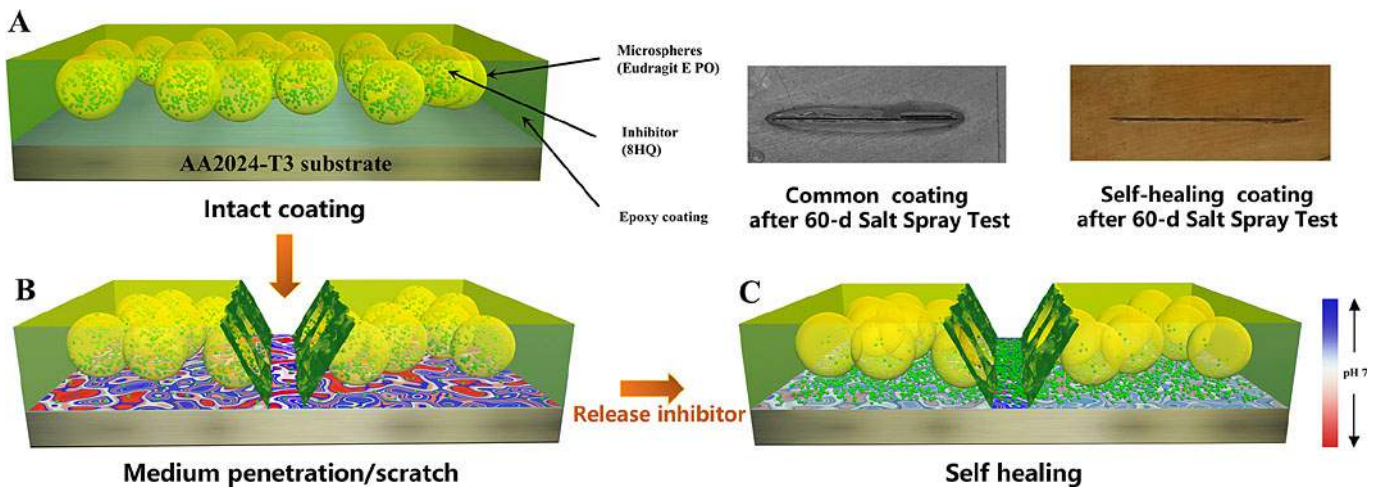 A
Microspheres
(Eudragit E PO)
Inhibitor
(8HQ)
Epoxy coating
AA2024-T3 substrate
Intact coating
Common coating
after 60-d Salt Spray Test
Self-healing coating
after 60-d Salt Spray Test
B
Medium penetration/scratch
Release inhibitor
C
pH 7
Self healing